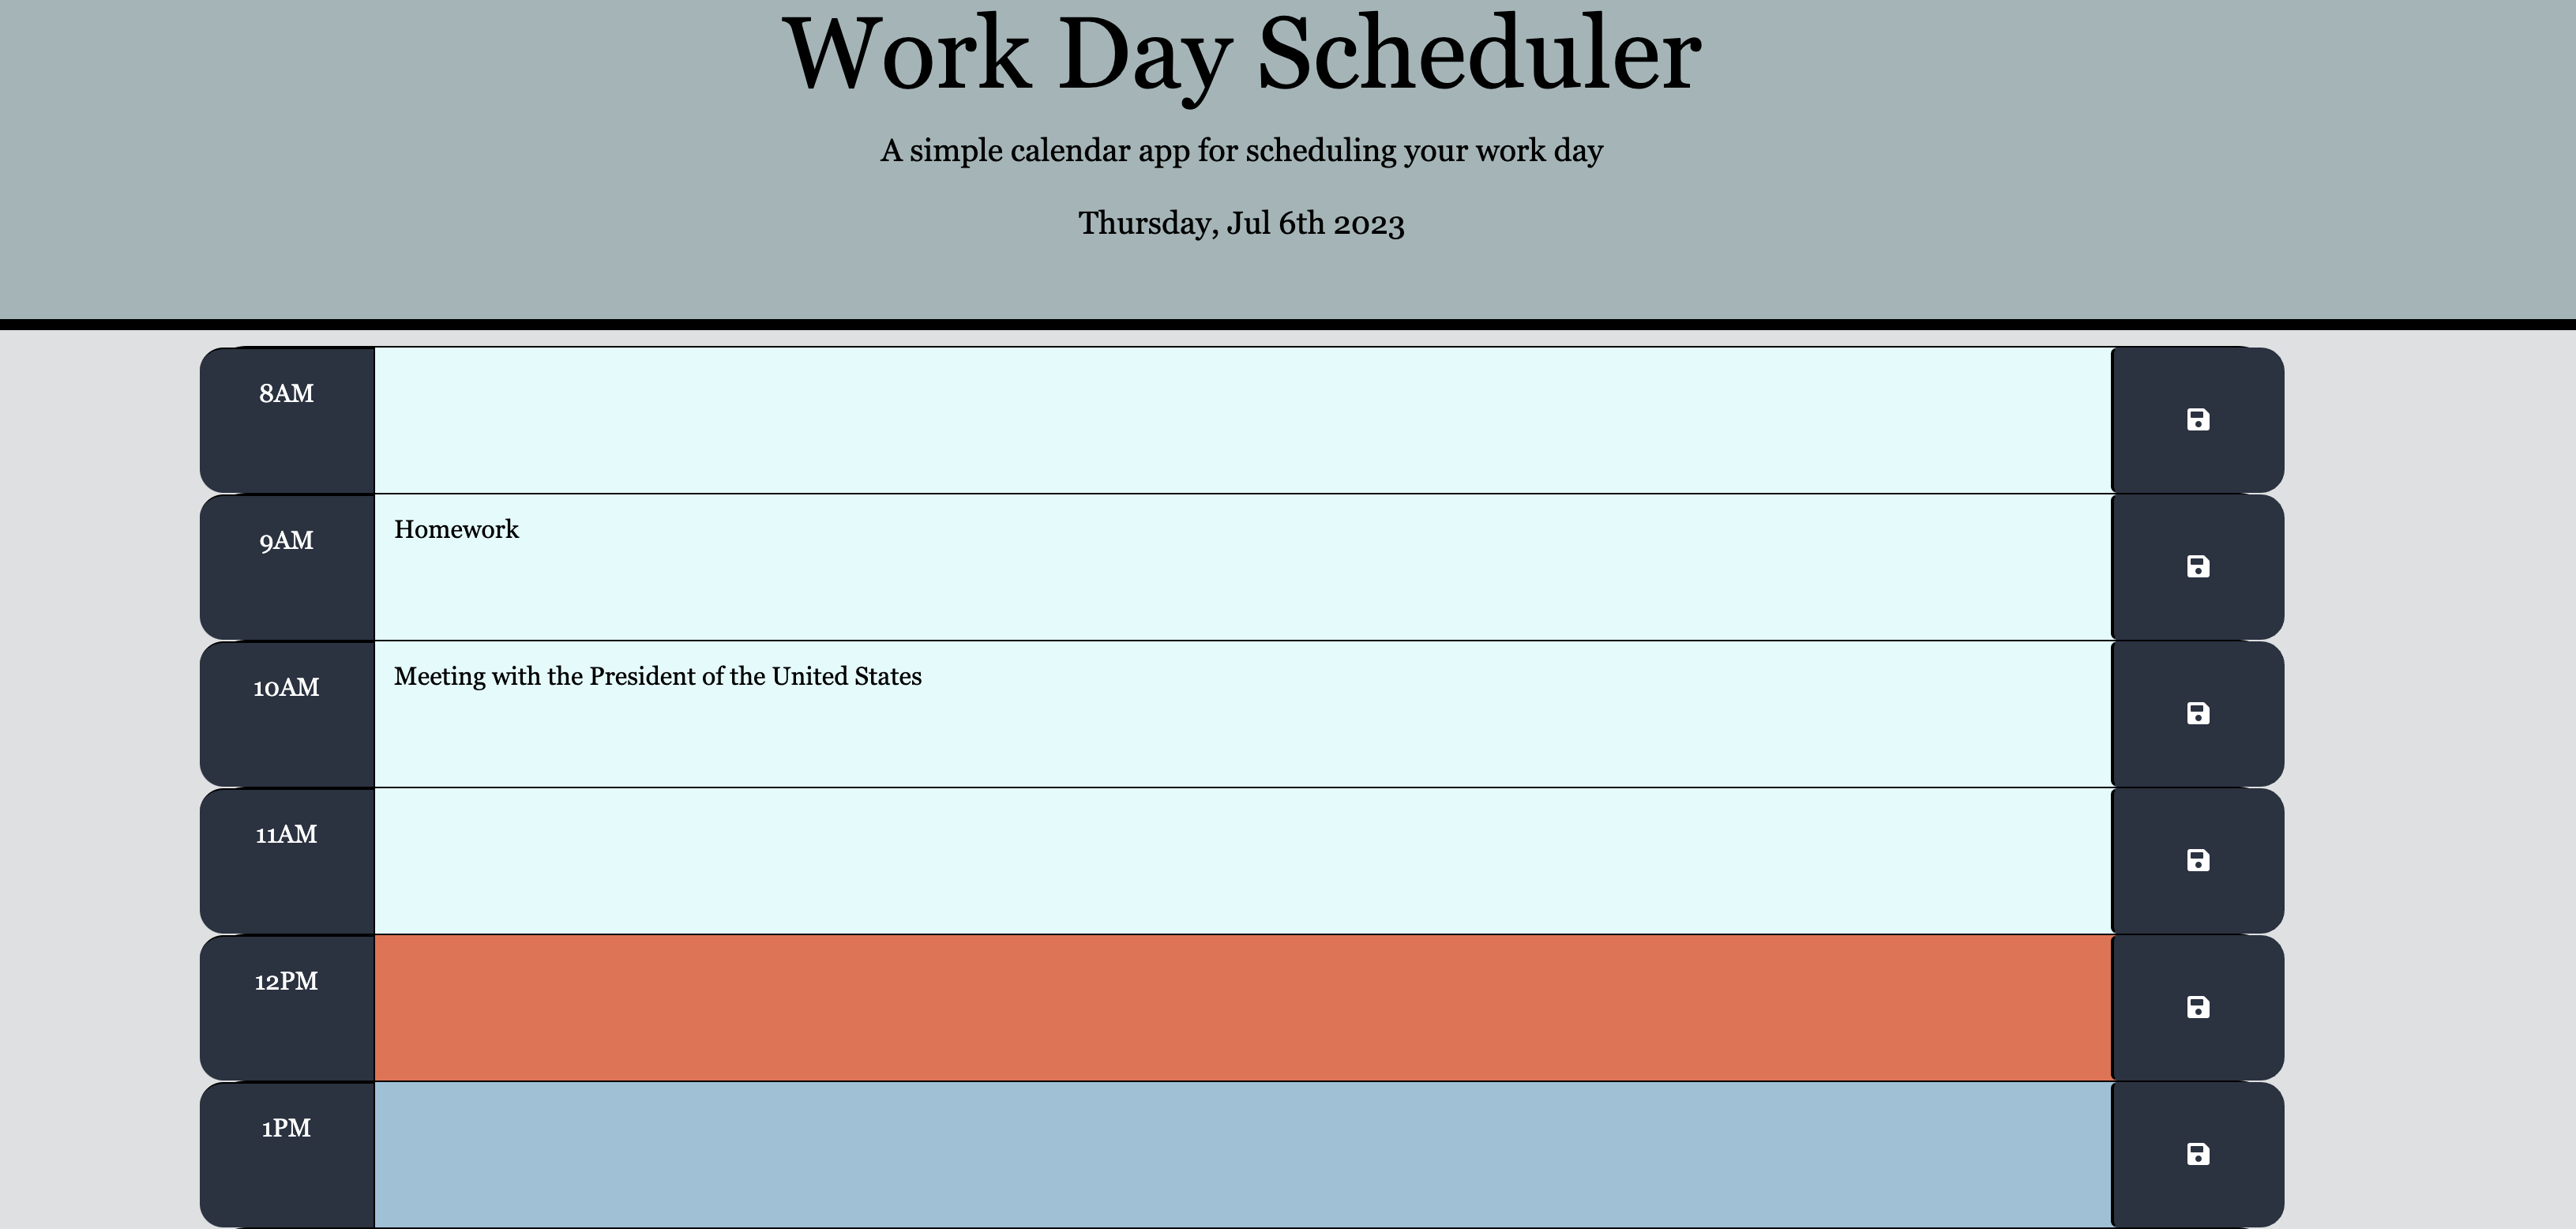 Work Day Scheduler
A simple calendar app for scheduling your work day
Thursday, Jul 6th 2023
8AM
9AM
Homework
10AM
Meeting with the President of the United States
11AM
12PM
1PM